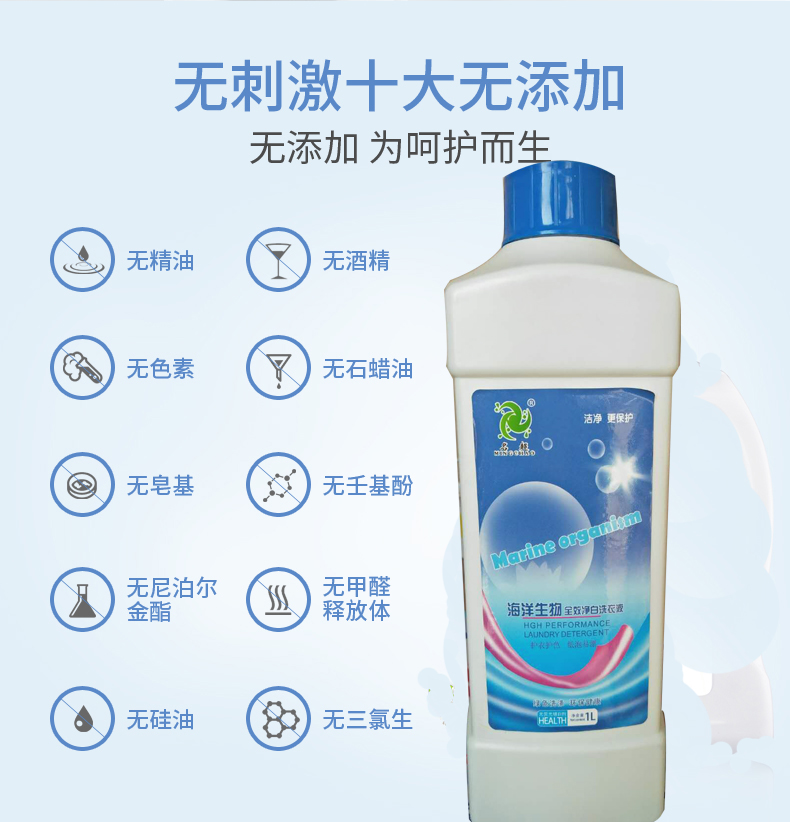 无刺激十大无添加
无添加 为呵护而生
无精油
无酒精
无色素
无石蜡油
无皂基
无壬基酚
无尼泊尔
金酯
无甲醛
释放体
无硅油
无三氯生
®
洁净 更保护
Marine organism
海洋生物 全效净白洗衣液
HGH PERFORMANCE
LAUNDRY DETERGENT
HEALTH
1L